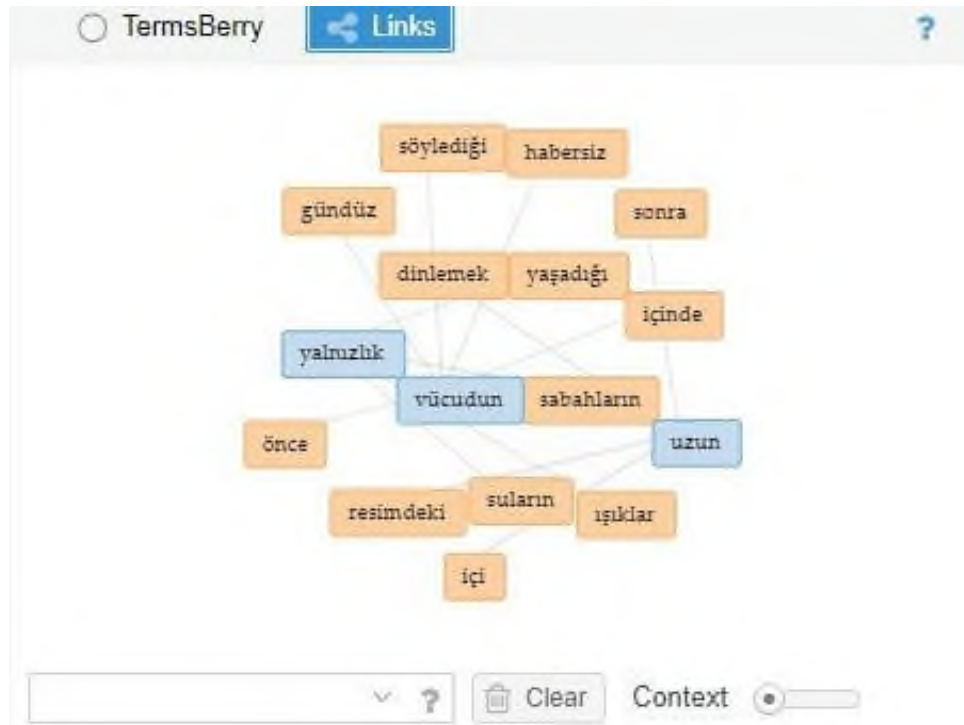 TermsBerry Links ?
söylediği habersiz
gündüz sonra
dinlemek yaşadığı
içinde
yalnızlık
vücudun sabahların
önce uzun
resimdeki suların ışıklar
içi
? Clear Context